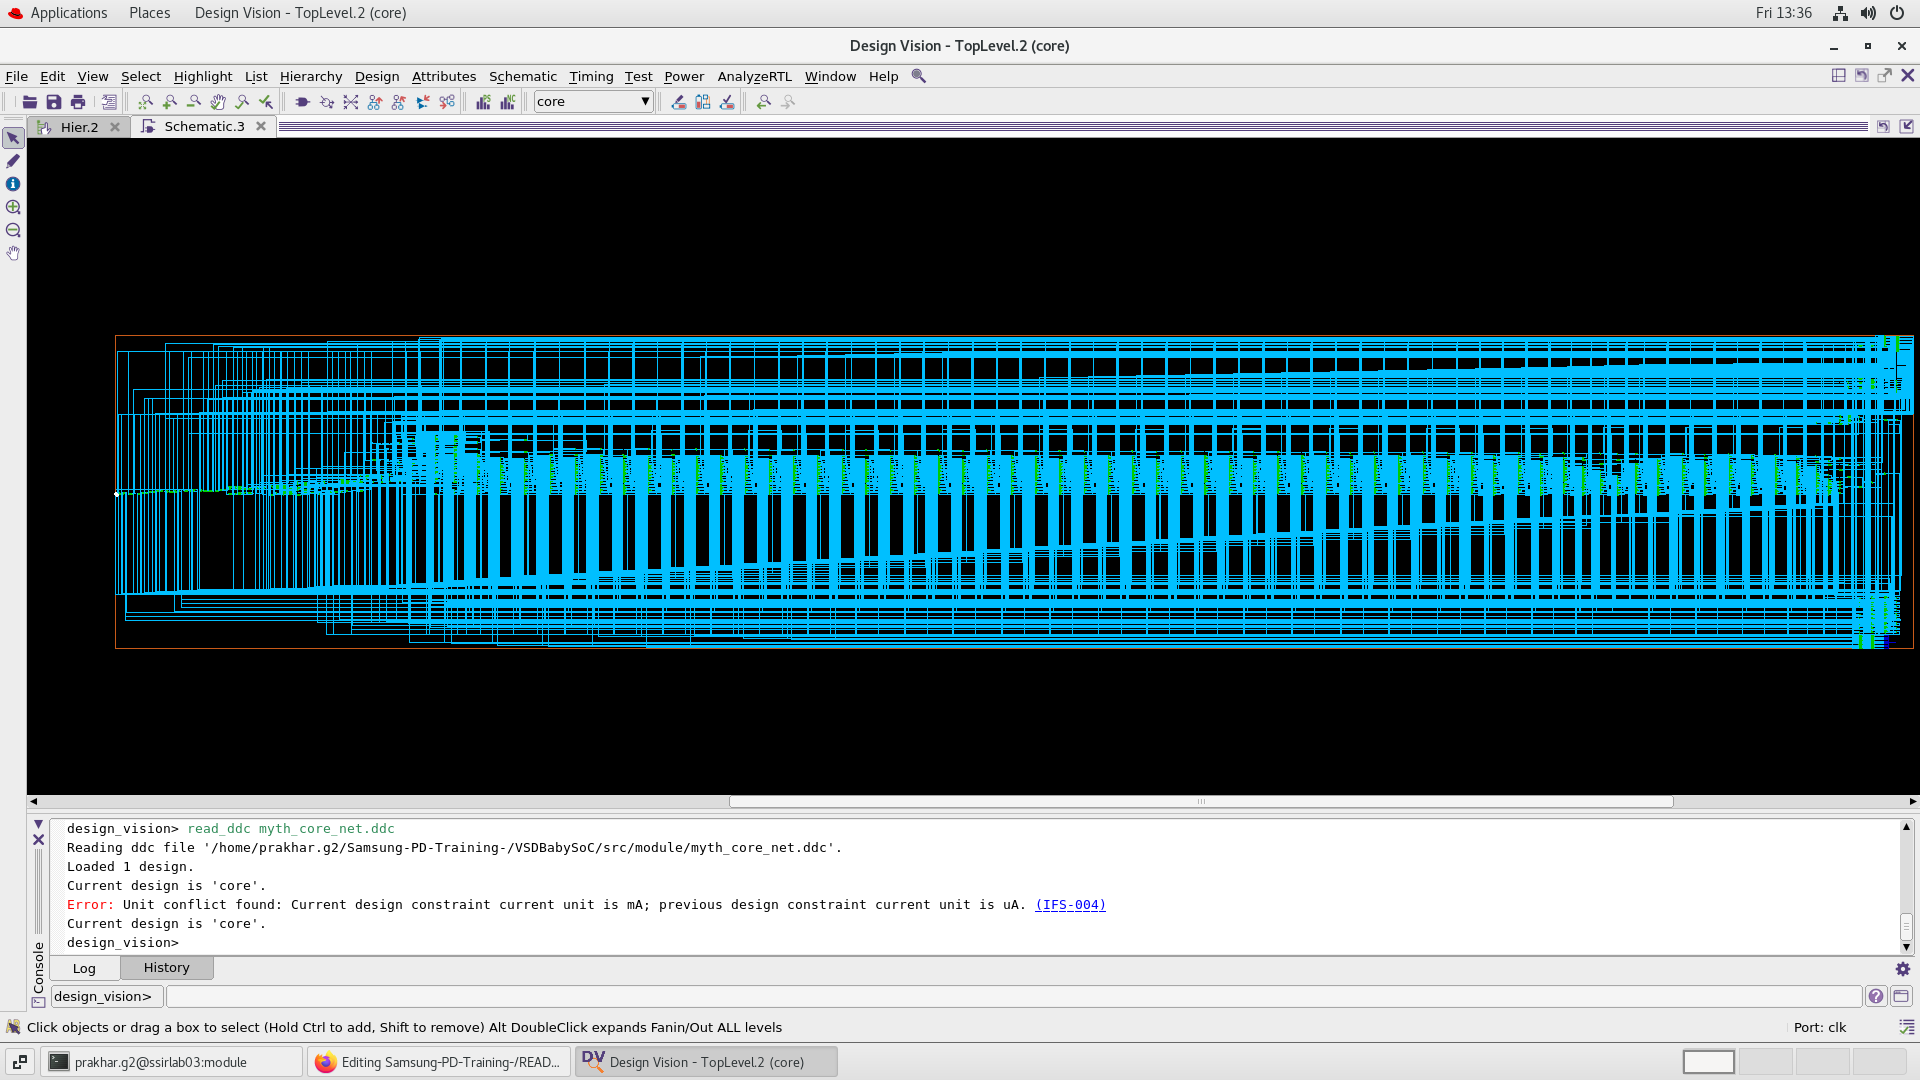 Applications Places Design Vision - TopLevel.2 (core) Fri 13:36
Design Vision - TopLevel.2 (core)
File Edit View Select Highlight List Hierarchy Design Attributes Schematic Timing Test Power AnalyzeRTL Window Help
core
Hier.2 Schematic.3
design_vision> read_ddc myth_core_net.ddc
Reading ddc file '/home/prakhar.g2/Samsung-PD-Training-/VSDBabySoC/src/module/myth_core_net.ddc'.
Loaded 1 design.
Current design is 'core'.
Error: Unit conflict found: Current design constraint current unit is mA; previous design constraint current unit is uA. (IFS-004)
Current design is 'core'.
design_vision>
Console
Log History
design_vision>
Click objects or drag a box to select (Hold Ctrl to add, Shift to remove) Alt DoubleClick expands Fanin/Out ALL levels Port: clk
prakhar.g2@ssirlab03:module Editing Samsung-PD-Training-/READ... DV Design Vision - TopLevel.2 (core)